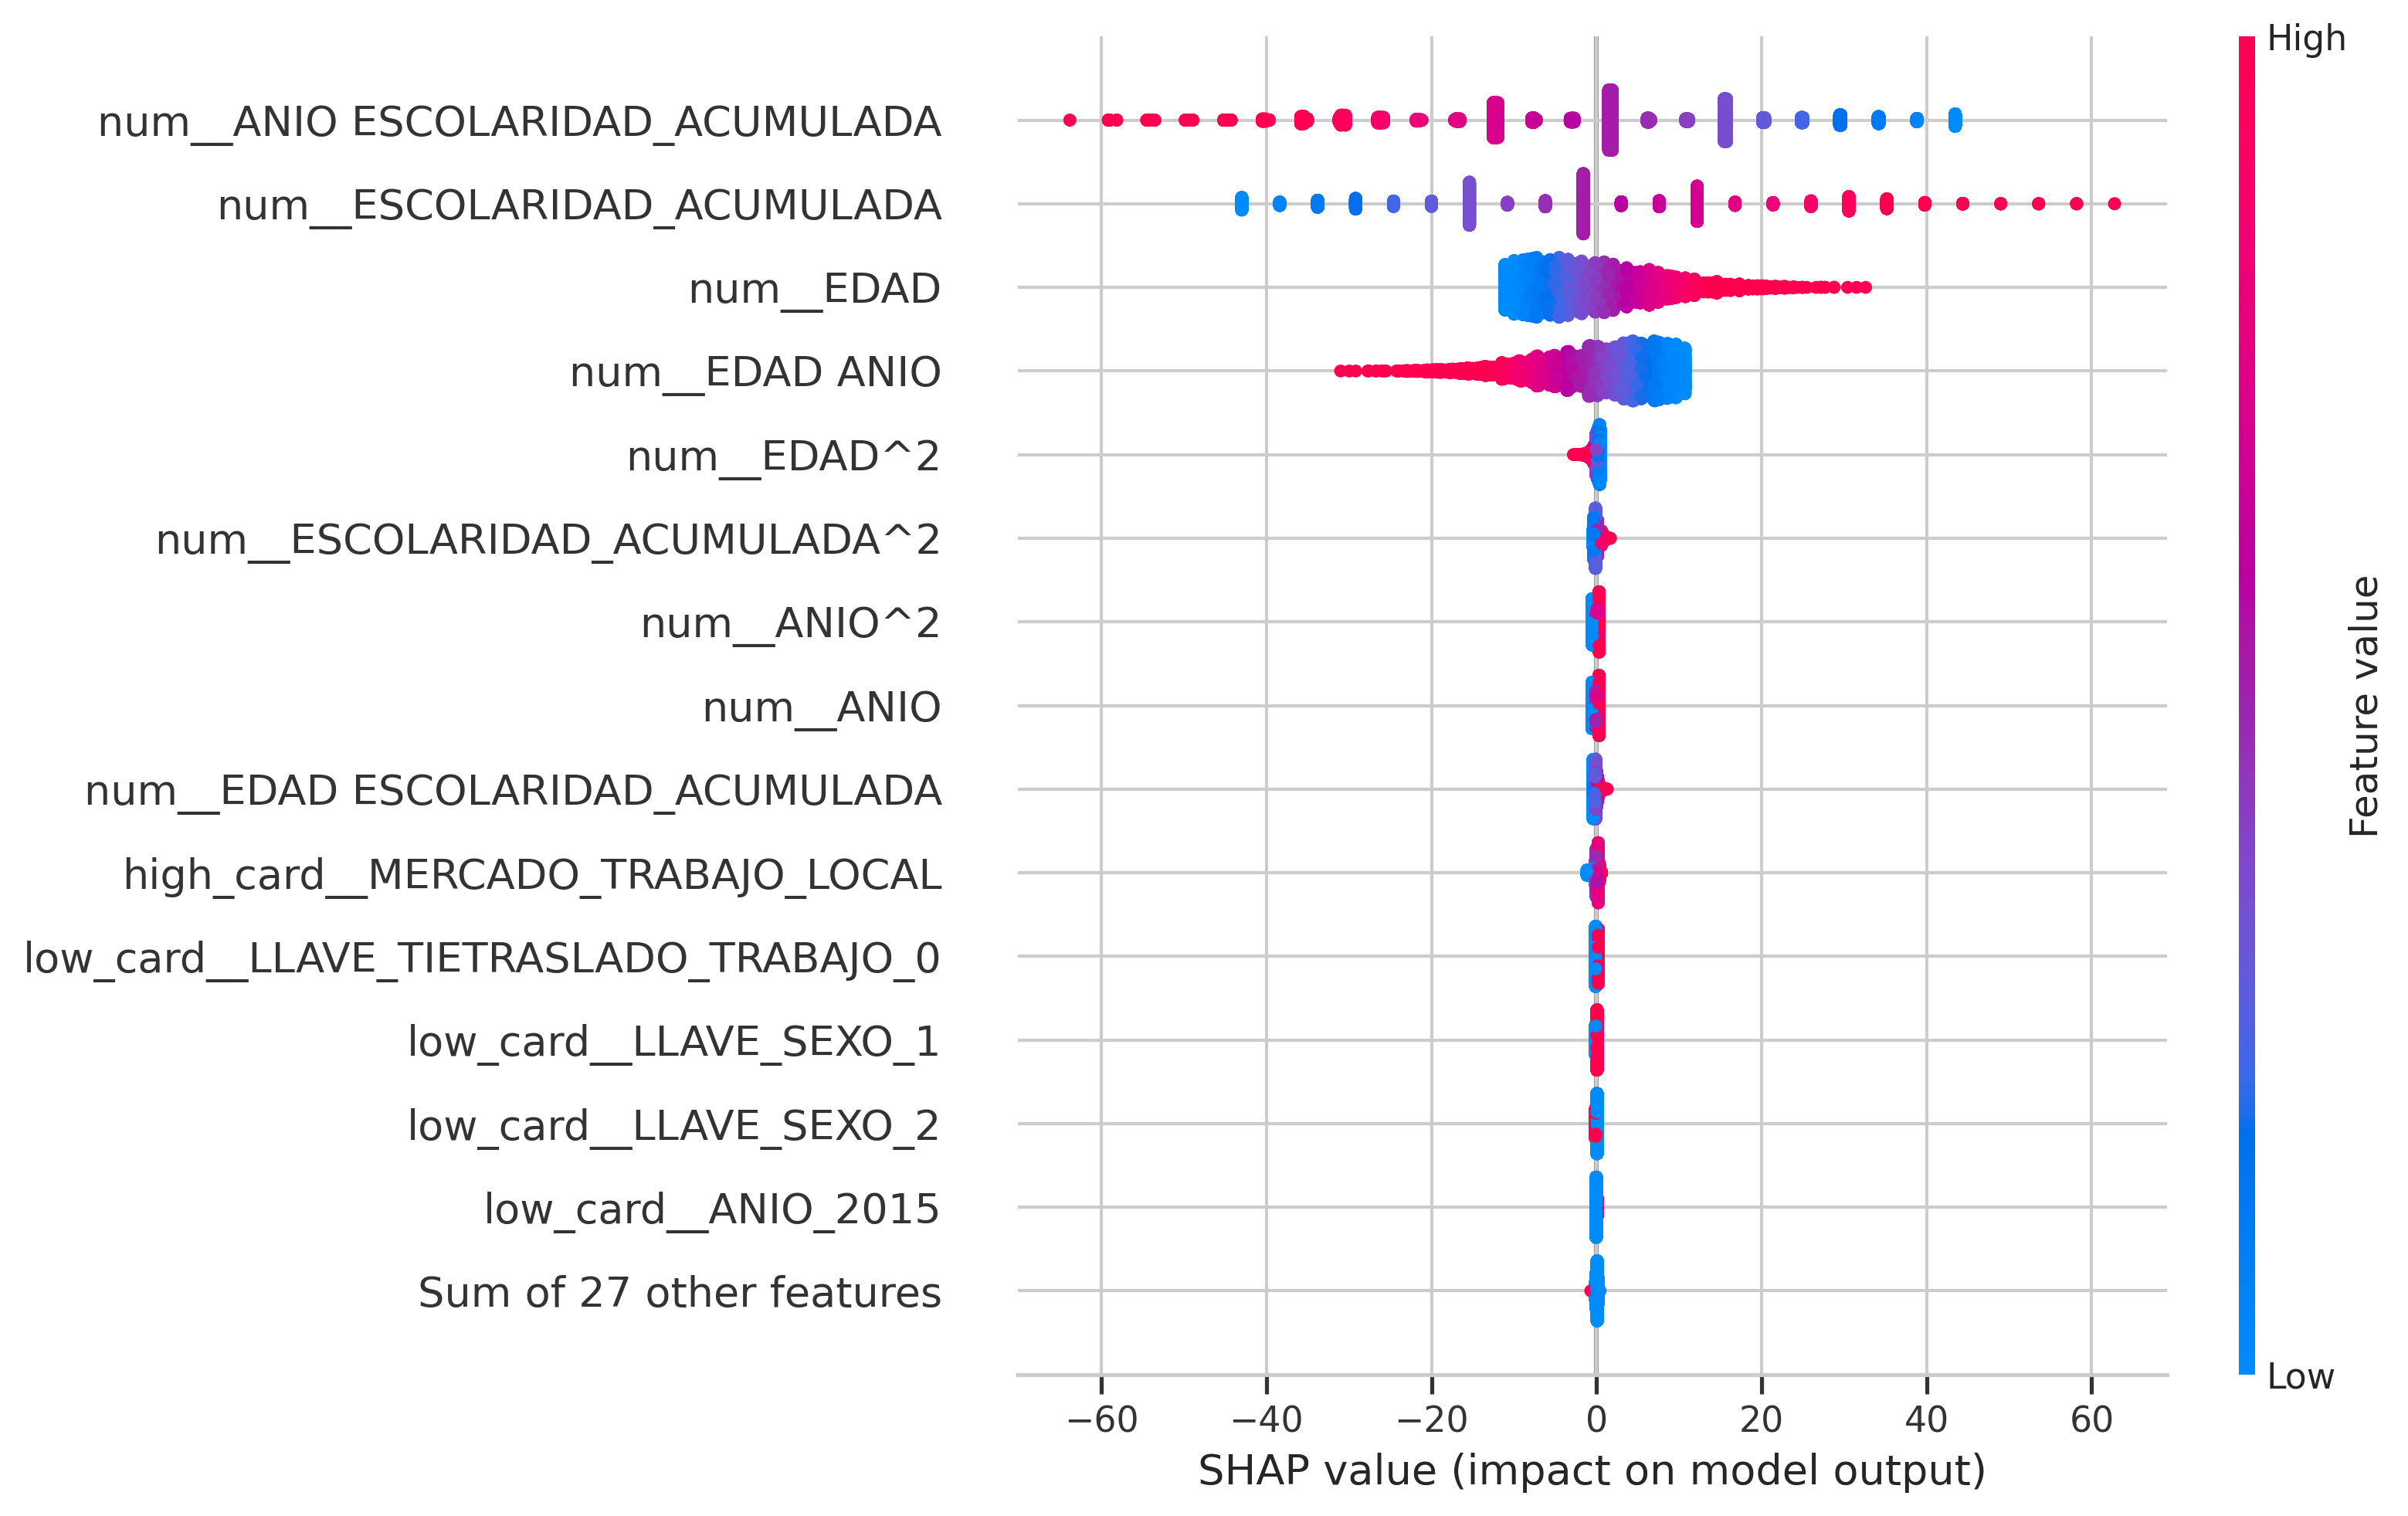 High
num__ANIO ESCOLARIDAD_ACUMULADA
num__ESCOLARIDAD_ACUMULADA
num__EDAD
num__EDAD ANIO
num__EDAD^2
num__ESCOLARIDAD_ACUMULADA^2
num__ANIO^2
num__ANIO
num__EDAD ESCOLARIDAD_ACUMULADA
high_card__MERCADO_TRABAJO_LOCAL
low_card__LLAVE_TIETRASLADO_TRABAJO_0
low_card__LLAVE_SEXO_1
low_card__LLAVE_SEXO_2
low_card__ANIO_2015
Sum of 27 other features
Feature value
Low
−60 −40 −20 0 20 40 60
SHAP value (impact on model output)